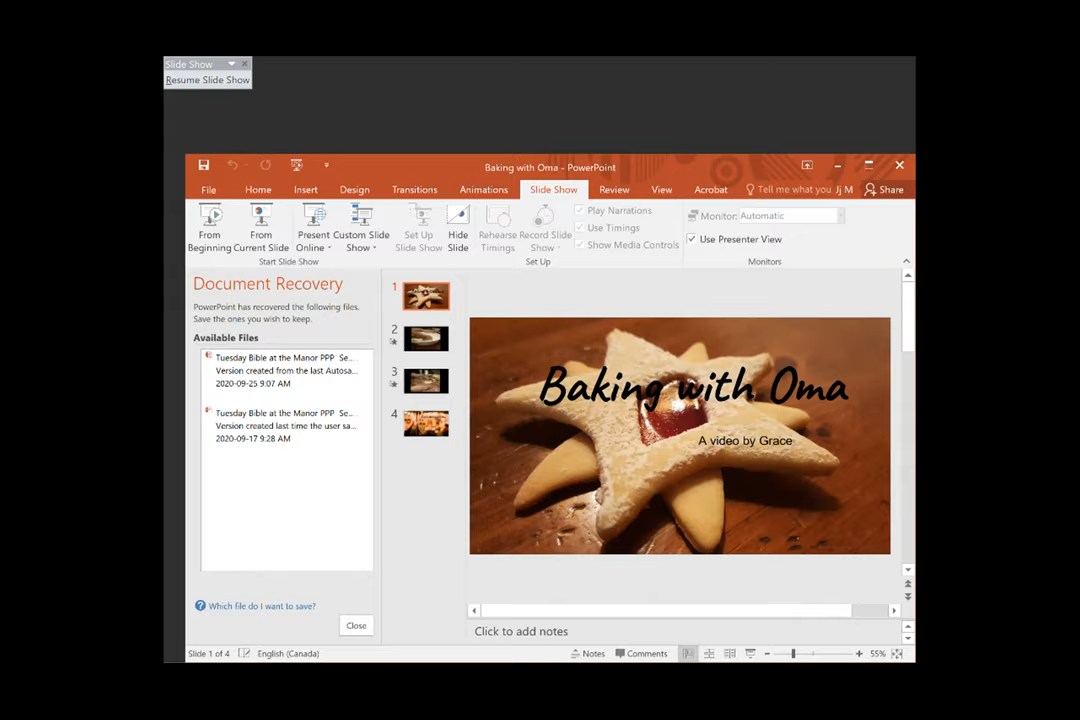 Slide Show
Resume Slide Show
Baking with Oma - PowerPoint
File Home Insert Design Transitions Animations Slide Show Review View Acrobat Tell me what you Jj M Share
From Beginning
From Current Slide
Present Online
Custom Slide Show
Set Up Slide Show
Hide Slide
Rehearse Timings
Record Slide Show
Play Narrations
Use Timings
Show Media Controls
Monitor: Automatic
Use Presenter View
Start Slide Show
Set Up
Monitors
Document Recovery
PowerPoint has recovered the following files.
Save the ones you wish to keep.
Available Files
Tuesday Bible at the Manor PPP Se...
Version created from the last Autosa...
2020-09-25 9:07 AM
Tuesday Bible at the Manor PPP Se...
Version created last time the user sa...
2020-09-17 9:28 AM
Which file do I want to save?
Close
1
2
3
4
Baking with Oma
A video by Grace
Click to add notes
Slide 1 of 4 English (Canada) Notes Comments 55%